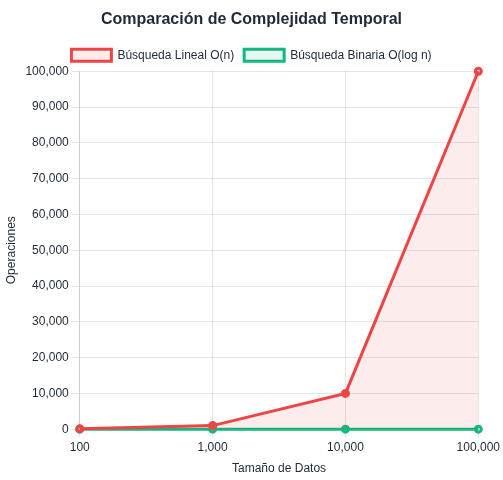 Comparación de Complejidad Temporal
Búsqueda Lineal O(n) Búsqueda Binaria O(log n)
100,000
90,000
80,000
70,000
60,000
50,000
40,000
30,000
20,000
10,000
0
Operaciones
100 1,000 10,000 100,000
Tamaño de Datos